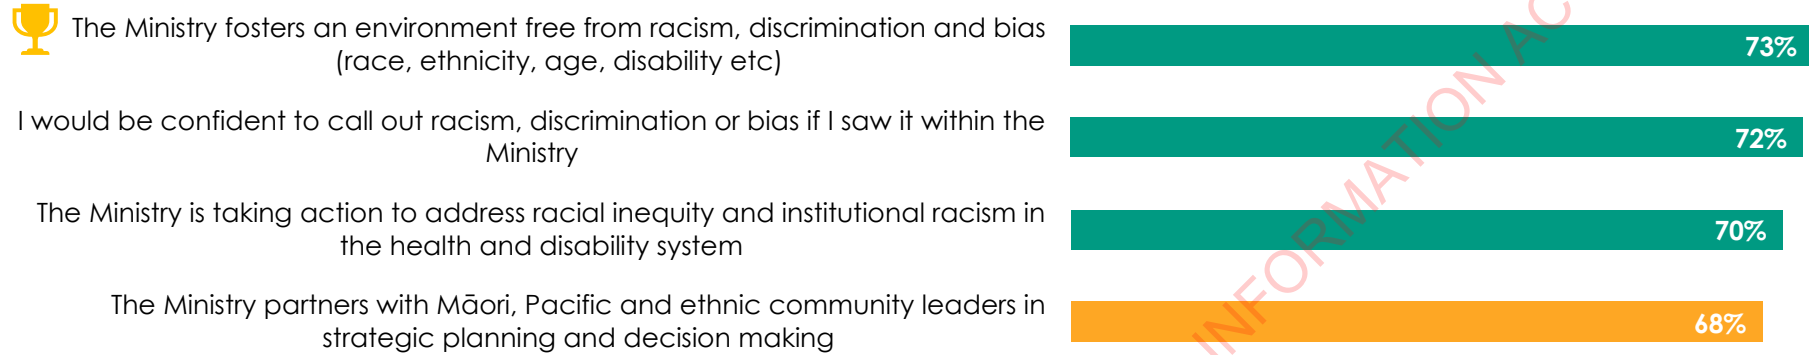 The Ministry fosters an environment free from racism, discrimination and bias
(race, ethnicity, age, disability etc)
73%
I would be confident to call out racism, discrimination or bias if I saw it within the
Ministry
72%
The Ministry is taking action to address racial inequity and institutional racism in
the health and disability system
70%
The Ministry partners with Māori, Pacific and ethnic community leaders in
strategic planning and decision making
68%
INFORMATION AC